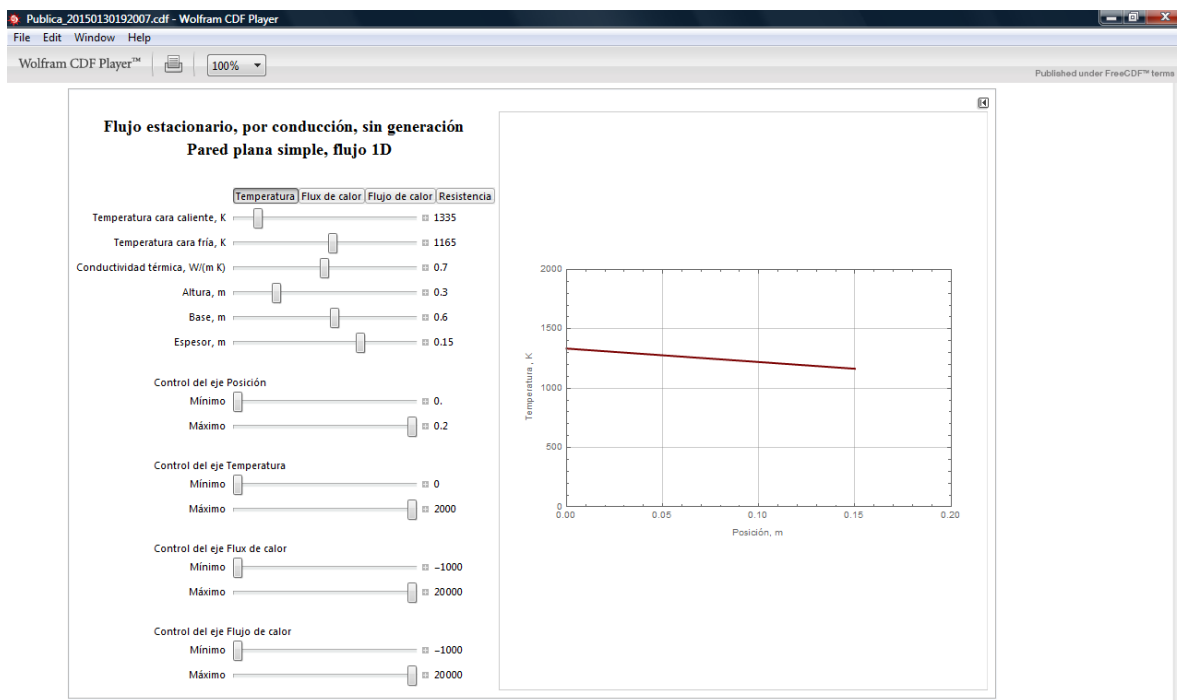 Publica_20150130192007.cdf - Wolfram CDF Player
File Edit Window Help
Wolfram CDF Player™ 100%
Published under FreeCDF™ terms
Flujo estacionario, por conducción, sin generación
Pared plana simple, flujo 1D
Temperatura Flux de calor Flujo de calor Resistencia
Temperatura cara caliente, K 1335
Temperatura cara fría, K 1165
Conductividad térmica, W/(m K) 0.7
Altura, m 0.3
Base, m 0.6
Espesor, m 0.15
Control del eje Posición
Mínimo 0.
Máximo 0.2
Control del eje Temperatura
Mínimo 0
Máximo 2000
Control del eje Flux de calor
Mínimo -1000
Máximo 20000
Control del eje Flujo de calor
Mínimo -1000
Máximo 20000
2000
1500
1000
500
0
Temperatura, K
0.00 0.05 0.10 0.15 0.20
Posición, m